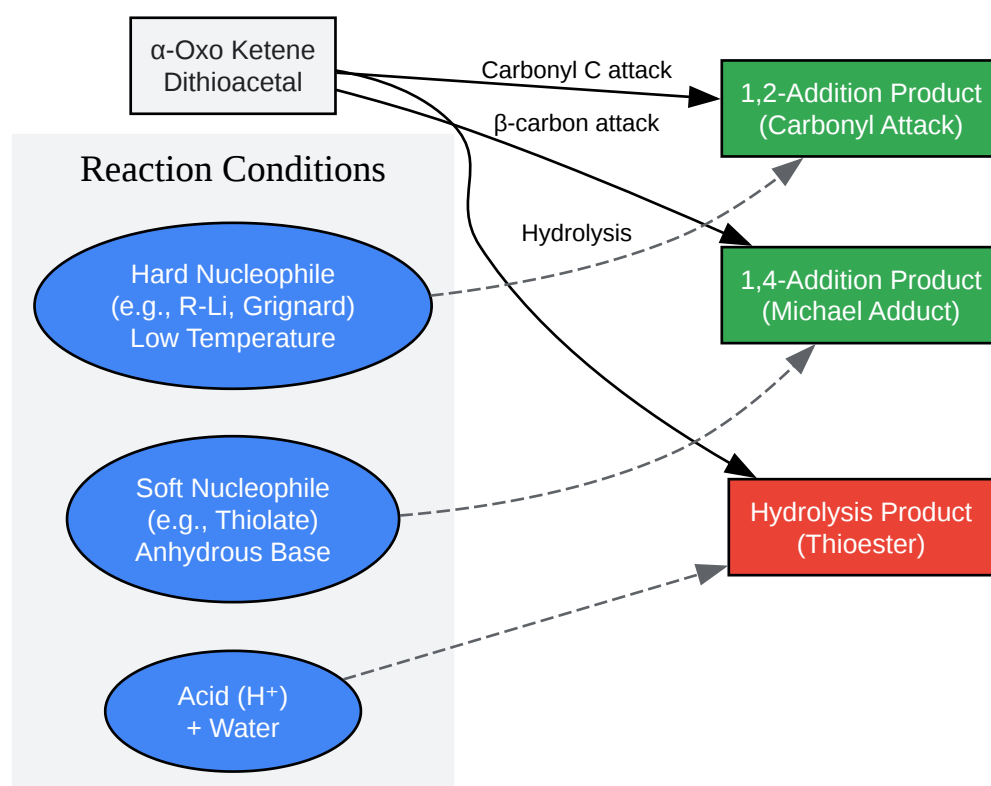 α-Oxo Ketene
Dithioacetal
Carbonyl C attack
β-carbon attack
Hydrolysis
1,2-Addition Product
(Carbonyl Attack)
1,4-Addition Product
(Michael Adduct)
Hydrolysis Product
(Thioester)
Reaction Conditions
Hard Nucleophile
(e.g., R-Li, Grignard)
Low Temperature
Soft Nucleophile
(e.g., Thiolate)
Anhydrous Base
Acid (H⁺)
+ Water